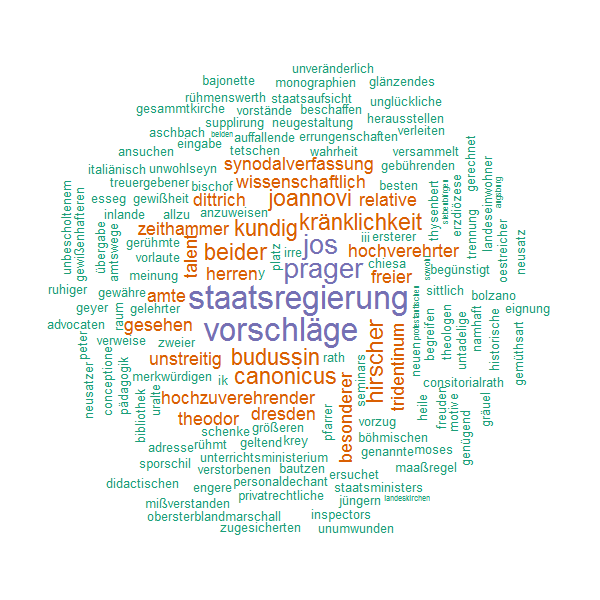 unveränderlich
bajonette
monographien
glänzendes
rühmenswerth
staatsaufsicht
unglückliche
gesammtkirche
vorstände
beschaffen
herausstellen
supplirung
neugestaltung
verleiten
aschbach
beiden
auffallende
errungenschaften
eingabe
ansuchen
tetschen
wahrheit
versammelt
gerechnet
italiänisch
unwohlseyn
synodalverfassung
gebührenden
landeseinwohner
treuergebener
bischof
wissenschaftlich
besten
erzdiözese
siebenbürgen
augsburg
unbescholtenem
gewißenhafteren
esseg
gewißheit
dittrich
joannovi
relative
thysenbert
trennung
inlande
allzu
anzuweisen
kundig
kränklichkeit
oestreicher
übergabe
amtswege
zeithammer
iii
ersterer
neusatz
gerühmte
talent
beider
platz
jos
hochverehrter
vorlaute
irre
chiesa
sowohl
begünstigt
ruhiger
meinung
herren
y
prager
freier
sittlich
bolzano
geyer
gewähre
amte
staatsregierung
protestantischen
eignung
advocaten
raum
gelehrter
gesehen
vorschläge
neuen
begreifen
theologen
untadelige
namhaft
historische
gemüthsart
peter
verweise
zweier
unstreitig
budussin
rath
hirscher
tridentinum
neusatzer
conceptione
pädagogik
merkwürdigen
ik
canonicus
seminars
consitorialrath
bibliothek
uralte
hochzuverehrender
besonderer
heile
freuden
motive
gräuel
theodor
dresden
größeren
pfarrer
vorzug
genügend
schenke
böhmischen
adresse
rühmt
geltend
krey
genannte
moses
sporschil
unterrichtsministerium
verstorbenen
bautzen
ersuchet
maaßregel
didactischen
engere
personaldechant
staatsministers
mißverstanden
privatrechtliche
jüngern
landeskirchen
obersterblandmarschall
inspectors
zugesicherten
unumwunden